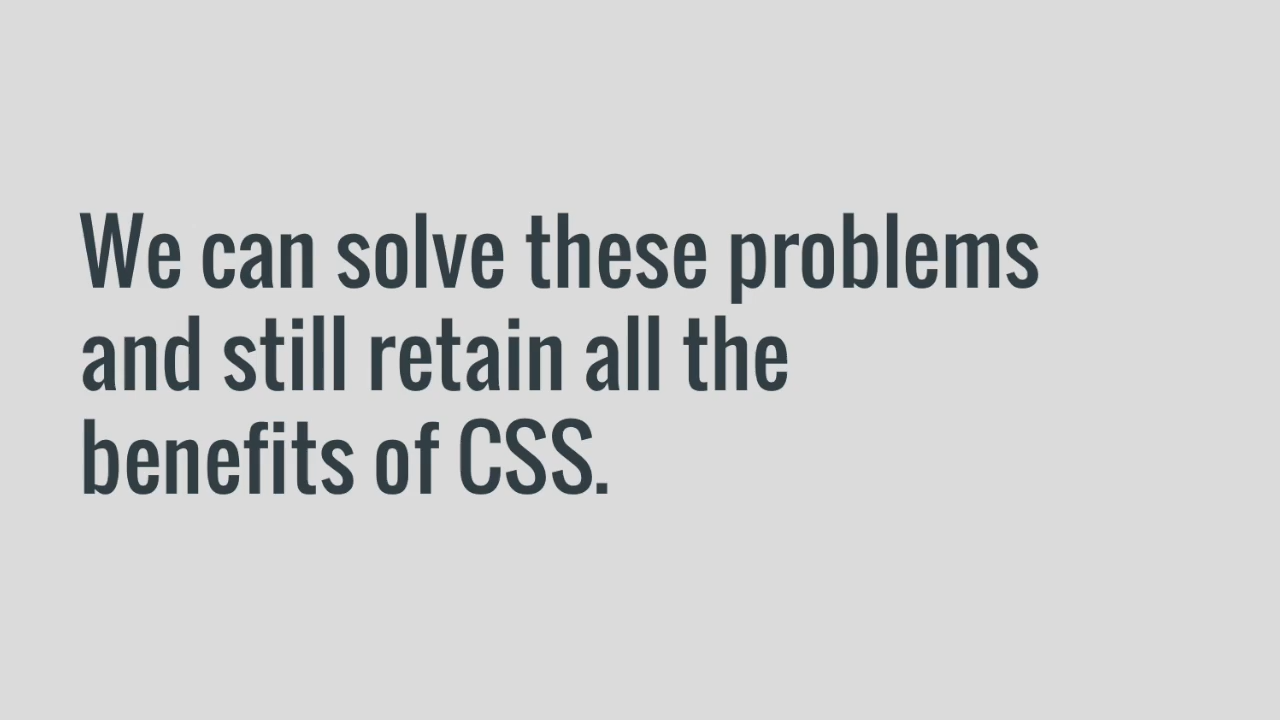 We can solve these problems
and still retain all the
benefits of CSS.